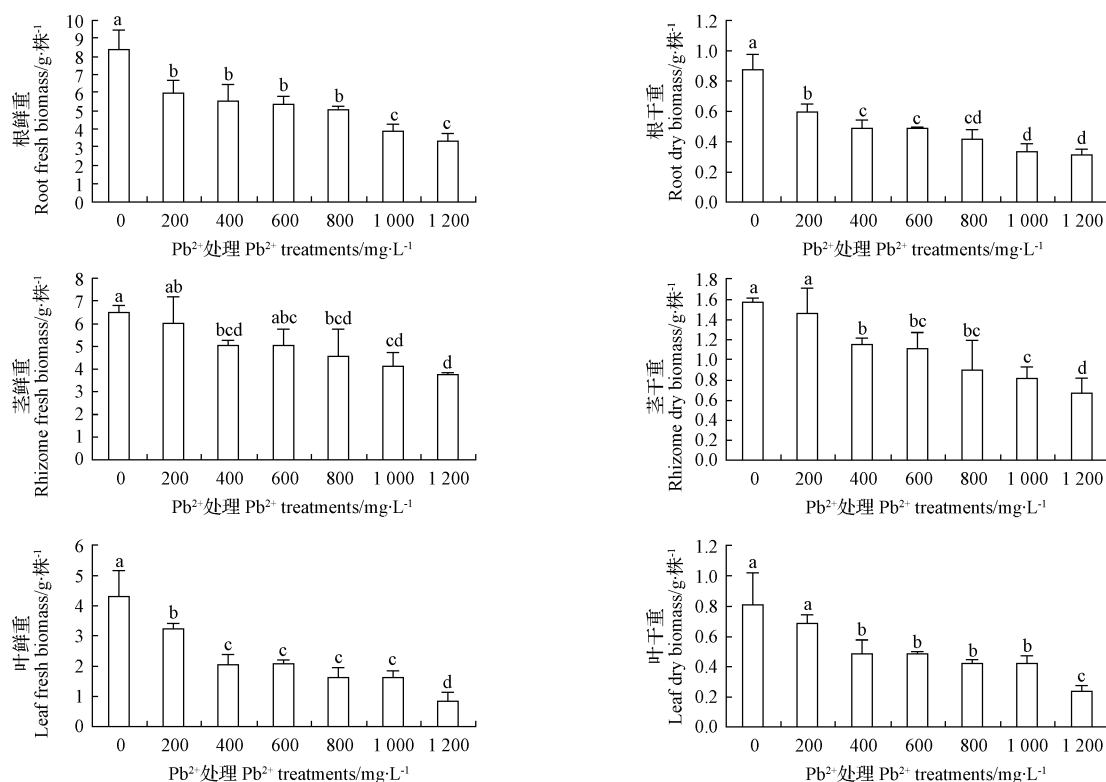 根鲜重
Root fresh biomass/g·株⁻¹
10
9
8
7
6
5
4
3
2
1
0
a
b
b
b
b
c
c
0 200 400 600 800 1 000 1 200
Pb²⁺处理 Pb²⁺ treatments/mg·L⁻¹
根干重
Root dry biomass/g·株⁻¹
1.2
1.0
0.8
0.6
0.4
0.2
0.0
a
b
c
c
cd
d
d
0 200 400 600 800 1 000 1 200
Pb²⁺处理 Pb²⁺ treatments/mg·L⁻¹
茎鲜重
Rhizome fresh biomass/g·株⁻¹
8
7
6
5
4
3
2
1
0
a
ab
bcd
abc
bcd
cd
d
0 200 400 600 800 1 000 1 200
Pb²⁺处理 Pb²⁺ treatments/mg·L⁻¹
茎干重
Rhizome dry biomass/g·株⁻¹
1.8
1.6
1.4
1.2
1.0
0.8
0.6
0.4
0.2
0.0
a
a
b
bc
bc
c
d
0 200 400 600 800 1 000 1 200
Pb²⁺处理 Pb²⁺ treatments/mg·L⁻¹
叶鲜重
Leaf fresh biomass/g·株⁻¹
6
5
4
3
2
1
0
a
b
c
c
c
c
d
0 200 400 600 800 1 000 1 200
Pb²⁺处理 Pb²⁺ treatments/mg·L⁻¹
叶干重
Leaf dry biomass/g·株⁻¹
1.2
1.0
0.8
0.6
0.4
0.2
0.0
a
a
b
b
b
b
c
0 200 400 600 800 1 000 1 200
Pb²⁺处理 Pb²⁺ treatments/mg·L⁻¹